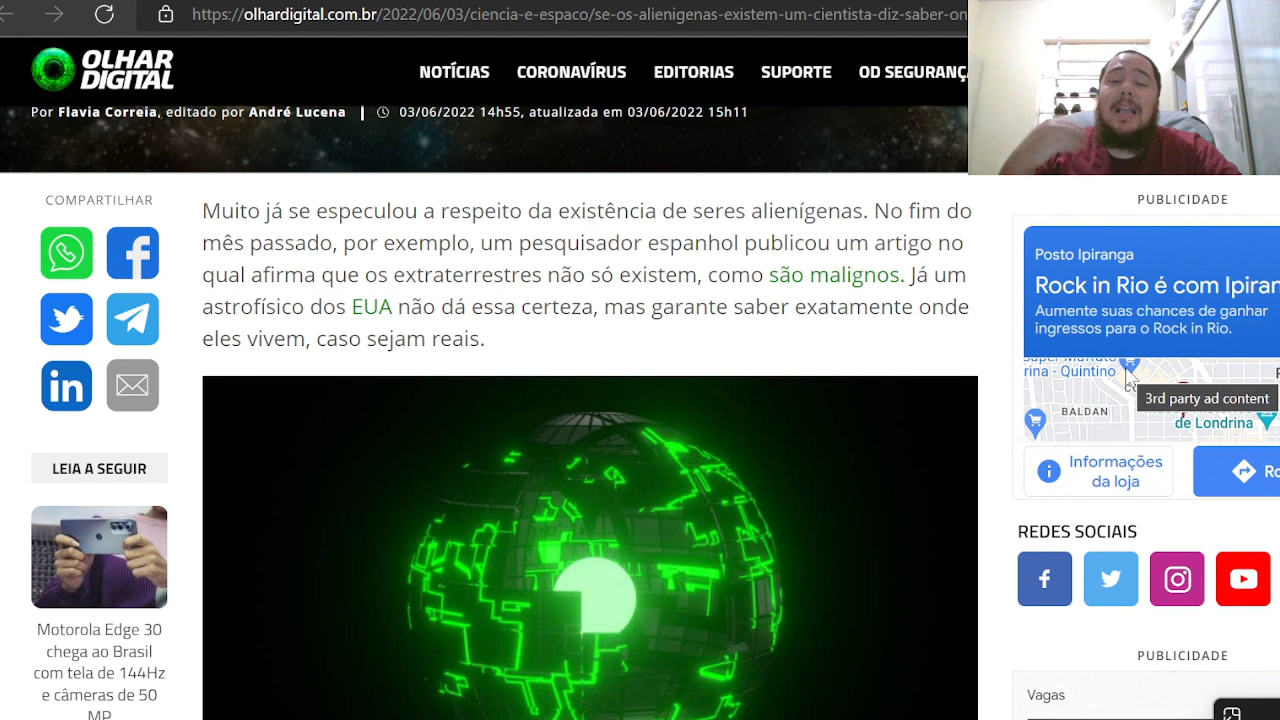 https://olhardigital.com.br/2022/06/03/ciencia-e-espaco/se-os-alienigenas-existem-um-cientista-diz-saber-on
OLHAR
DIGITAL
NOTÍCIAS CORONAVÍRUS EDITORIAS SUPORTE OD SEGURANÇA
Por Flavia Correia, editado por André Lucena | 03/06/2022 14h55, atualizada em 03/06/2022 15h11
COMPARTILHAR
Muito já se especulou a respeito da existência de seres alienígenas. No fim do
mês passado, por exemplo, um pesquisador espanhol publicou um artigo no
qual afirma que os extraterrestres não só existem, como são malignos. Já um
astrofísico dos EUA não dá essa certeza, mas garante saber exatamente onde
eles vivem, caso sejam reais.
LEIA A SEGUIR
Motorola Edge 30
chega ao Brasil
com tela de 144Hz
e câmeras de 50
MP
PUBLICIDADE
Posto Ipiranga
Rock in Rio é com Ipiran
Aumente suas chances de ganhar
ingressos para o Rock in Rio.
rina - Quintino
BALDAN
3rd party ad content
de Londrina
Informações
da loja
Ro
REDES SOCIAIS
PUBLICIDADE
Vagas